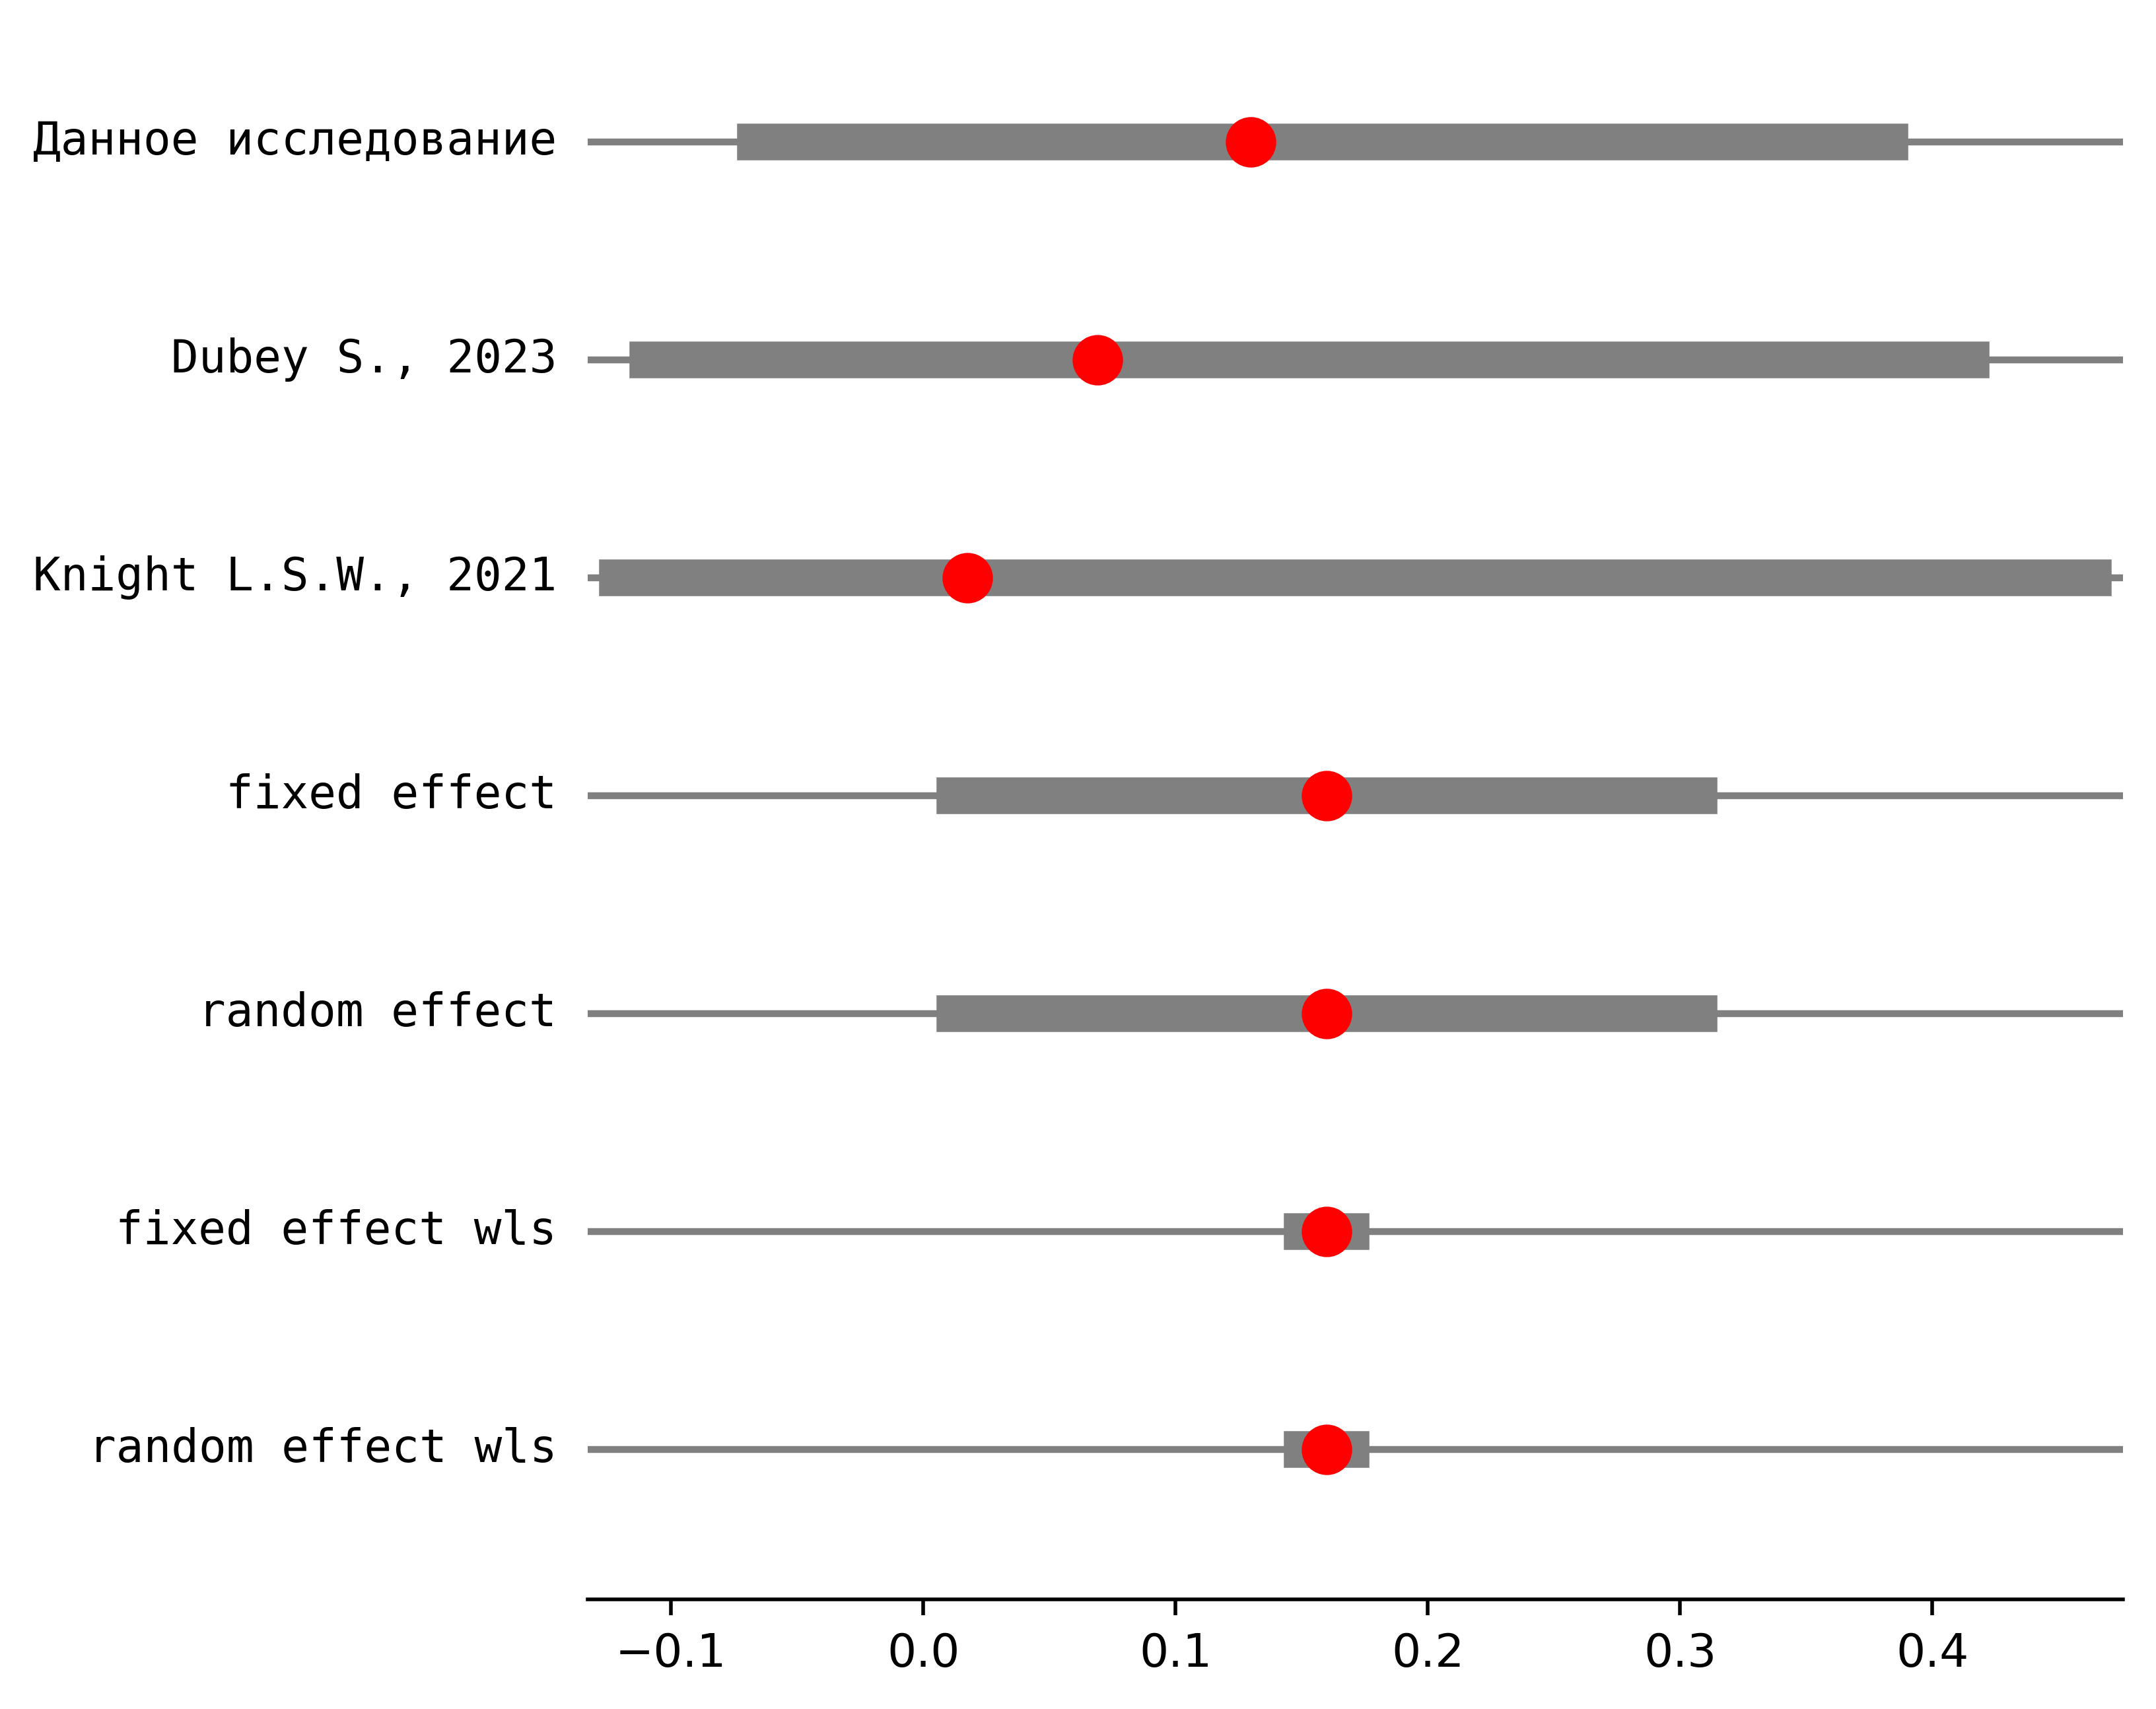 Данное исследование
Dubey S., 2023
Knight L.S.W., 2021
fixed effect
random effect
fixed effect wls
random effect wls
−0.1 0.0 0.1 0.2 0.3 0.4